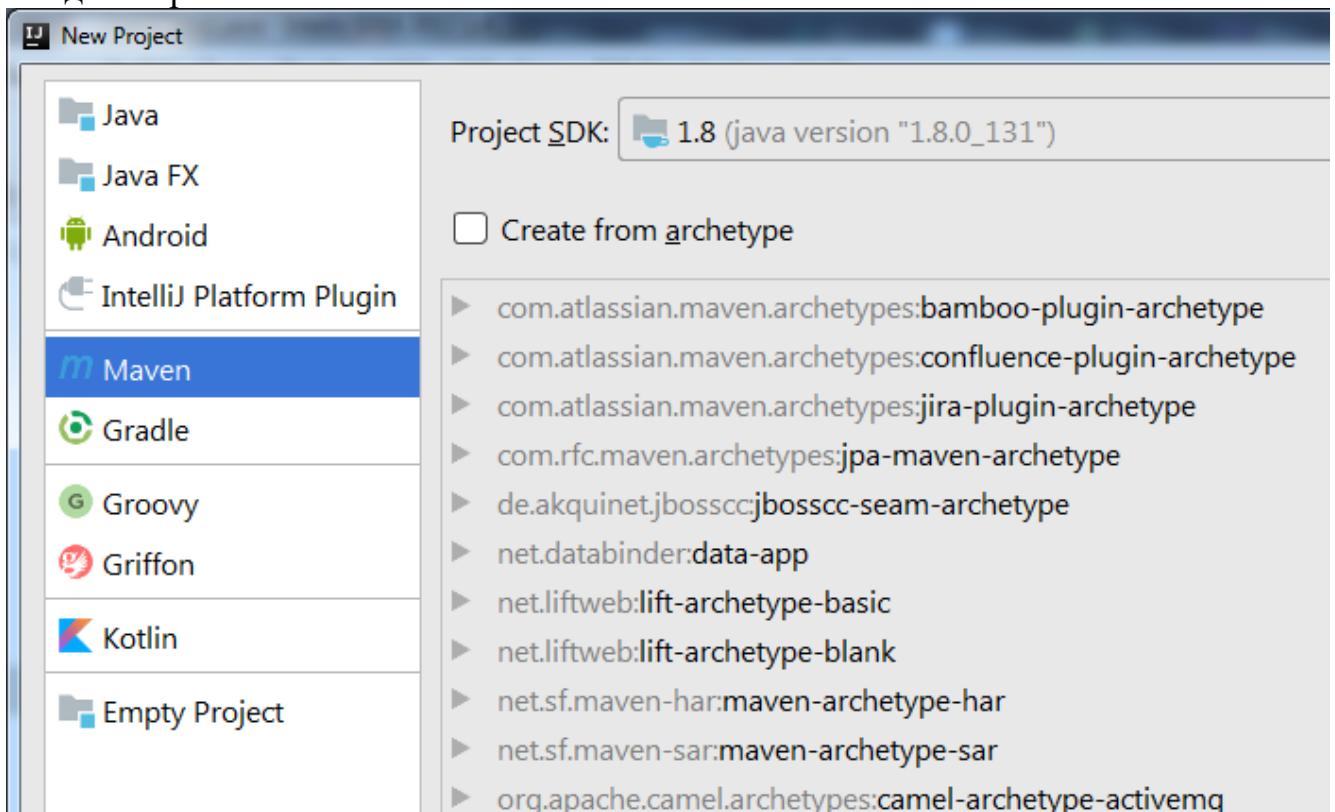 New Project
Java
Java FX
Android
IntelliJ Platform Plugin
Maven
Gradle
Groovy
Griffon
Kotlin
Empty Project
Project SDK: 1.8 (java version "1.8.0_131")
Create from archetype
com.atlassian.maven.archetypes:bamboo-plugin-archetype
com.atlassian.maven.archetypes:confluence-plugin-archetype
com.atlassian.maven.archetypes:jira-plugin-archetype
com.rfc.maven.archetypes:jpa-maven-archetype
de.akquinet.jbosscc:jbosscc-seam-archetype
net.databinder:data-app
net.liftweb:lift-archetype-basic
net.liftweb:lift-archetype-blank
net.sf.maven-har:maven-archetype-har
net.sf.maven-sar:maven-archetype-sar
org.apache.camel.archetypes:camel-archetype-activemq